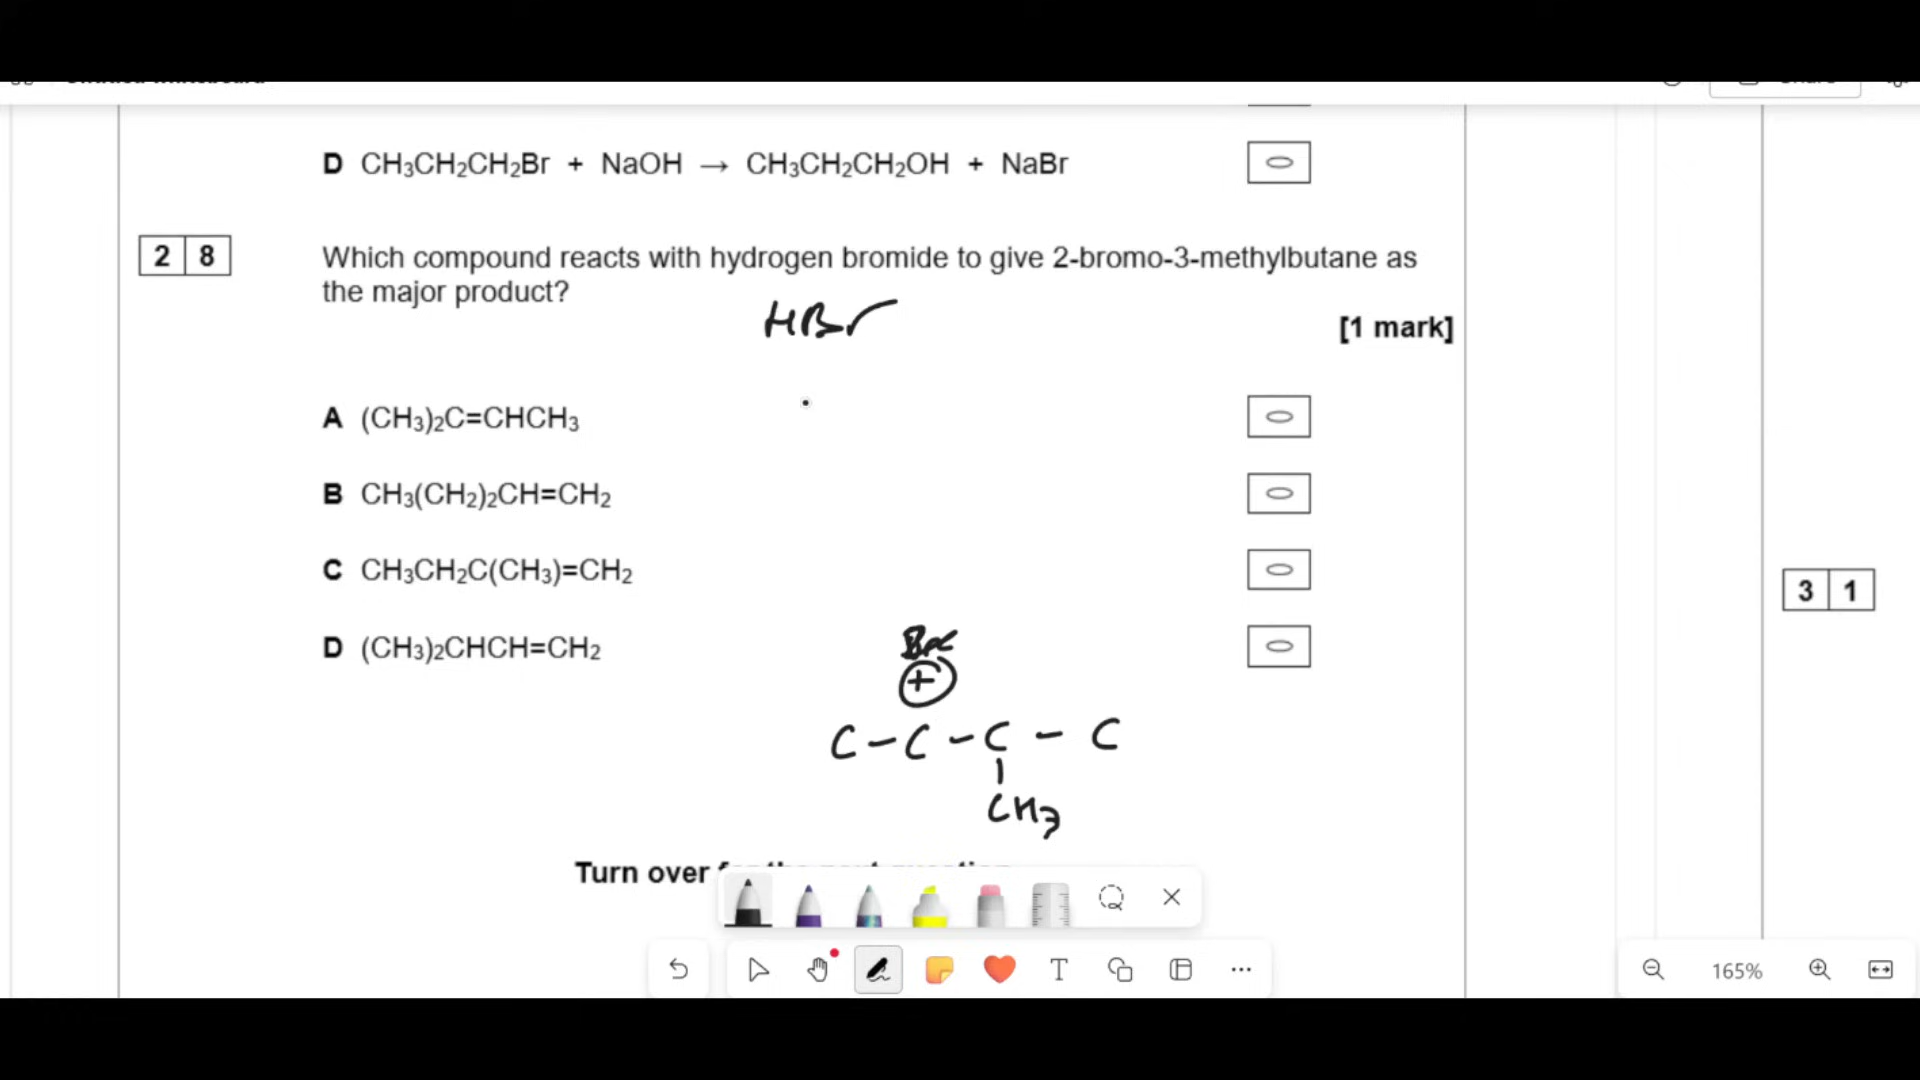 D CH₃CH₂CH₂Br + NaOH → CH₃CH₂CH₂OH + NaBr
2 8 Which compound reacts with hydrogen bromide to give 2-bromo-3-methylbutane as
the major product?
HBr
[1 mark]
A (CH₃)₂C=CHCH₃
B CH₃(CH₂)₂CH=CH₂
C CH₃CH₂C(CH₃)=CH₂
3 1
D (CH₃)₂CHCH=CH₂
+
C - C - C - C
CH₃
Turn over
165%